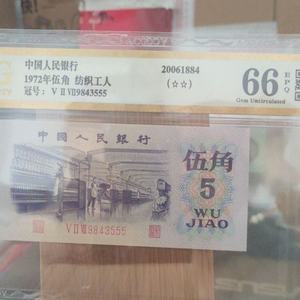 中国人民银行
1972年伍角 纺织工人
冠号: V II VII9843555
20061884
(☆☆)
66
EPQ
Gem Uncirculated
中国人民银行
伍角
5
WU
JIAO
V II VII9843555